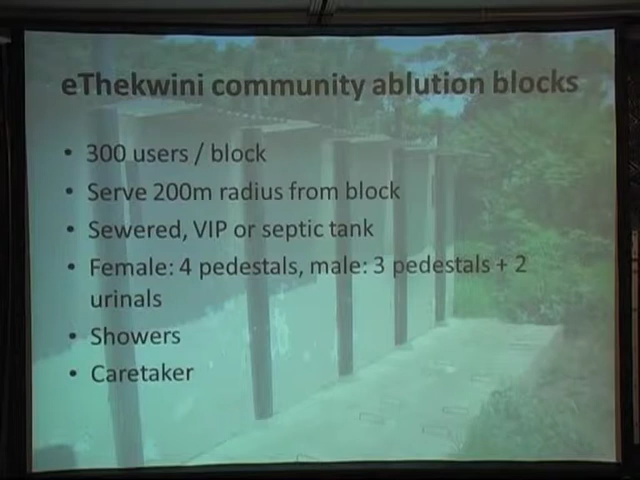 eThekwini community ablution blocks
• 300 users / block
• Serve 200m radius from block
• Sewered, VIP or septic tank
• Female: 4 pedestals, male: 3 pedestals + 2
urinals
• Showers
• Caretaker